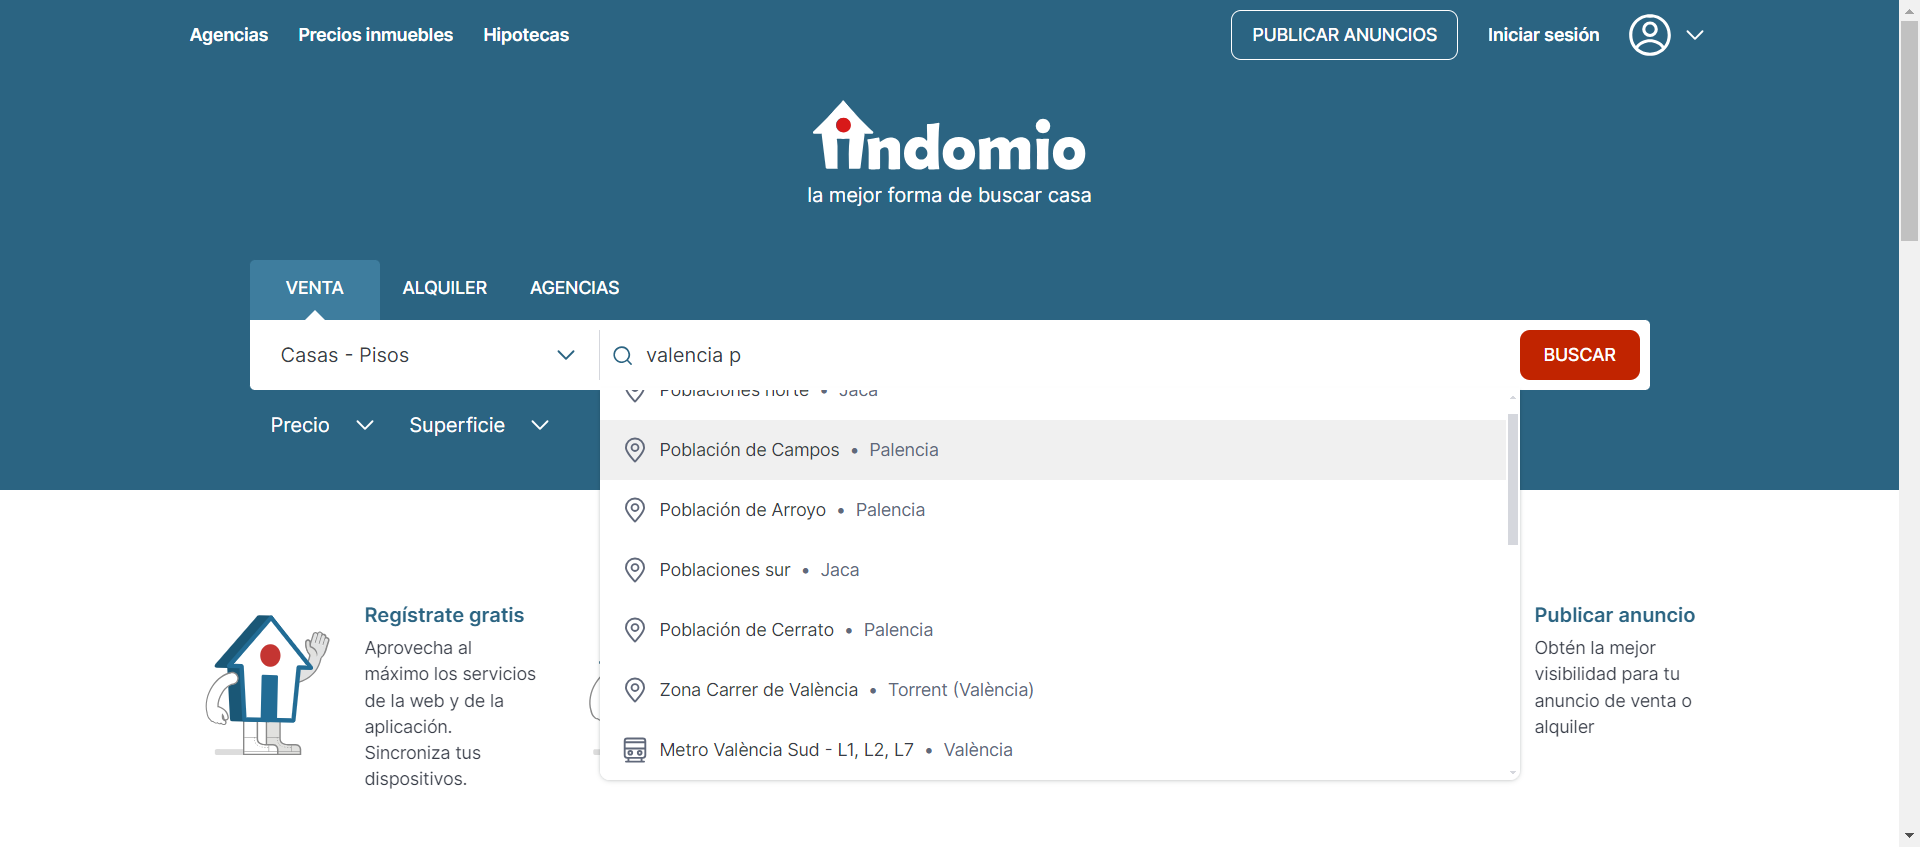 Agencias Precios inmuebles Hipotecas PUBLICAR ANUNCIOS Iniciar sesión
indomio
la mejor forma de buscar casa
VENTA ALQUILER AGENCIAS
Casas - Pisos valencia p BUSCAR
Precio Superficie
Poblaciones norte • Jaca
Población de Campos • Palencia
Población de Arroyo • Palencia
Poblaciones sur • Jaca
Población de Cerrato • Palencia
Zona Carrer de València • Torrent (València)
Metro València Sud - L1, L2, L7 • València
Regístrate gratis
Aprovecha al
máximo los servicios
de la web y de la
aplicación.
Sincroniza tus
dispositivos.
Publicar anuncio
Obtén la mejor
visibilidad para tu
anuncio de venta o
alquiler